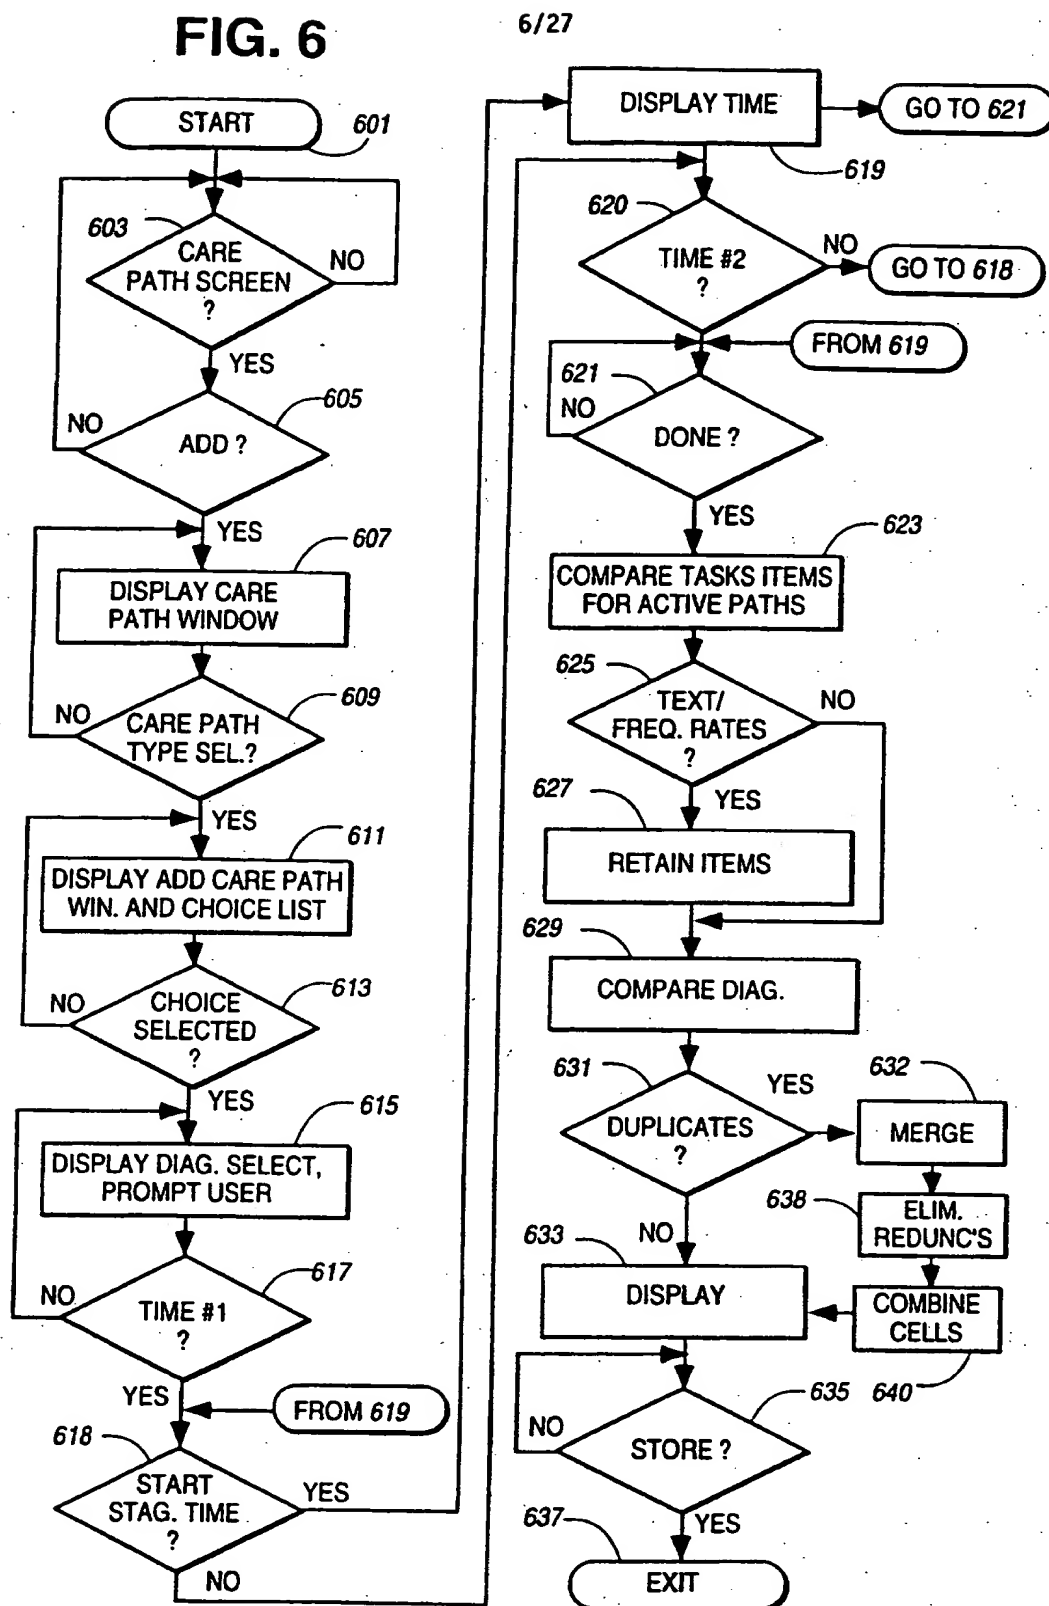 FIG. 6
6/27
START
601
603
CARE
PATH SCREEN
?
NO
YES
605
ADD ?
NO
YES
607
DISPLAY CARE
PATH WINDOW
609
CARE PATH
TYPE SEL.?
NO
YES
611
DISPLAY ADD CARE PATH
WIN. AND CHOICE LIST
613
CHOICE
SELECTED
?
NO
YES
615
DISPLAY DIAG. SELECT,
PROMPT USER
617
TIME #1
?
NO
YES
FROM 619
618
START
STAG. TIME
?
YES
NO
DISPLAY TIME
GO TO 621
619
620
TIME #2
?
NO
GO TO 618
FROM 619
621
NO
DONE ?
YES
623
COMPARE TASKS ITEMS
FOR ACTIVE PATHS
625
TEXT/
FREQ. RATES
?
NO
YES
627
RETAIN ITEMS
629
COMPARE DIAG.
631
DUPLICATES
?
YES
632
MERGE
638
ELIM.
REDUNC'S
NO
633
DISPLAY
COMBINE
CELLS
640
635
STORE ?
NO
YES
637
EXIT